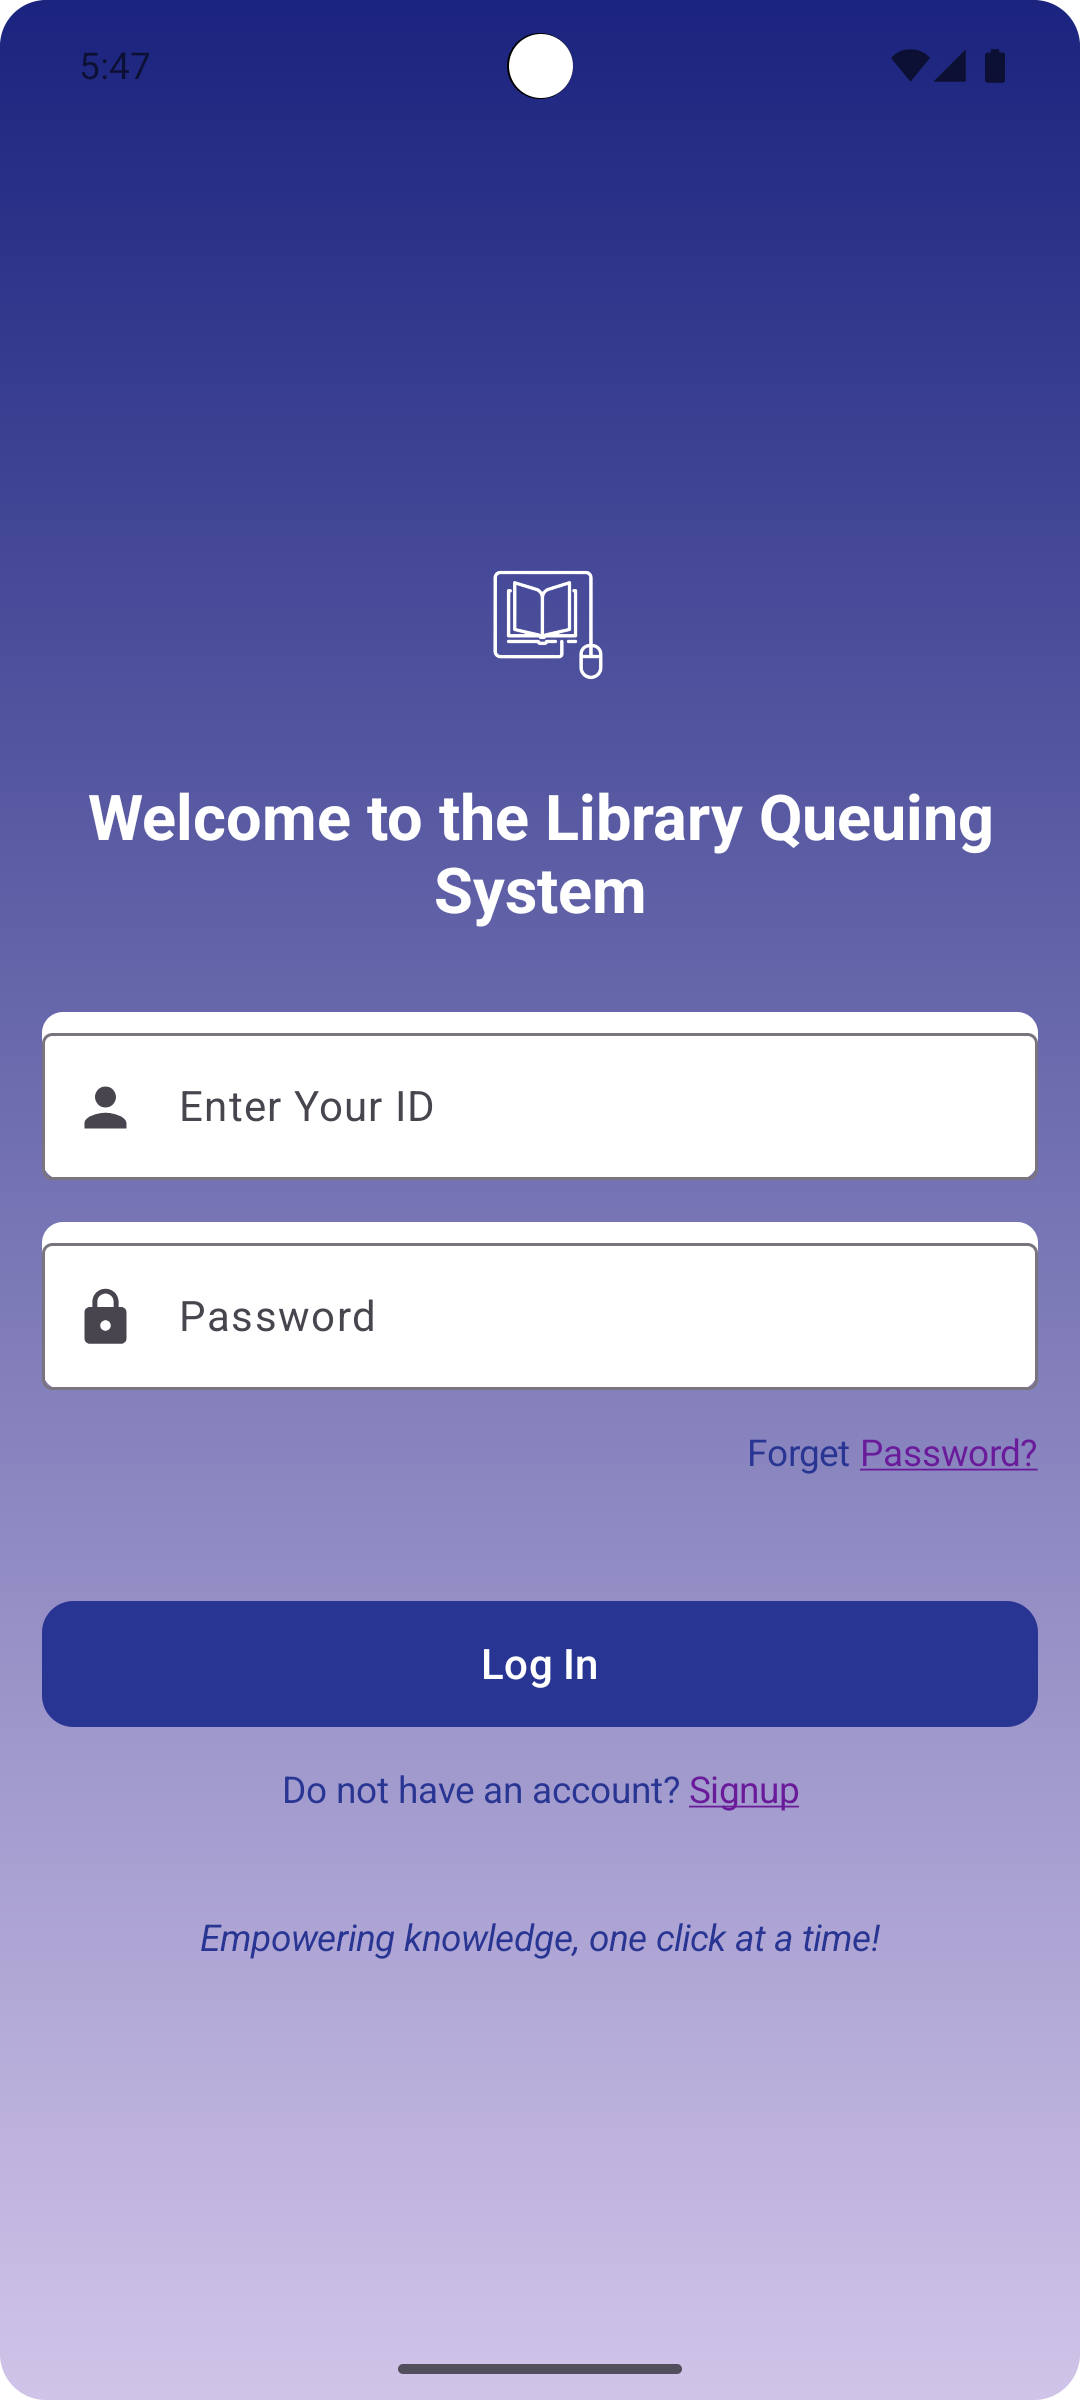 5:47
Welcome to the Library Queuing
System
Enter Your ID
Password
Forget Password?
Log In
Do not have an account? Signup
Empowering knowledge, one click at a time!